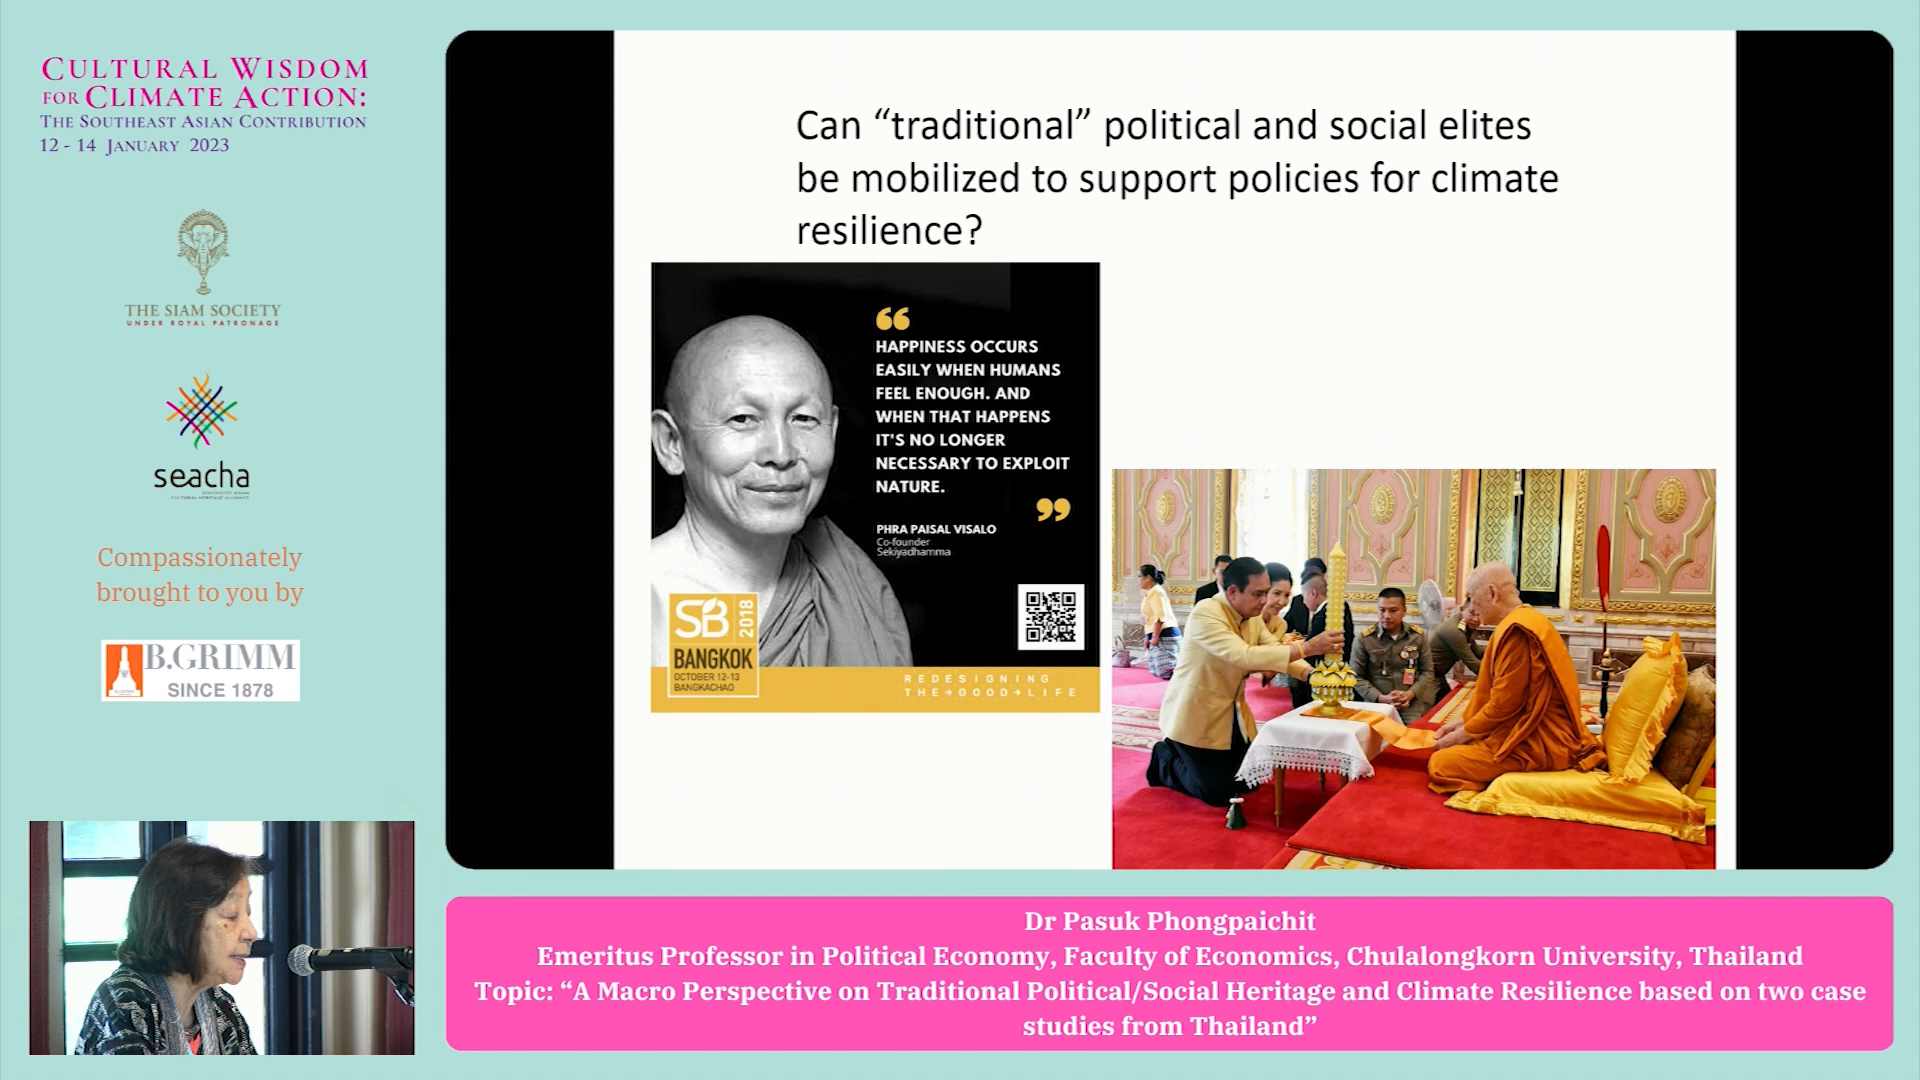 CULTURAL WISDOM
FOR CLIMATE ACTION:
THE SOUTHEAST ASIAN CONTRIBUTION
12 - 14 JANUARY 2023
THE SIAM SOCIETY
UNDER ROYAL PATRONAGE
seacha
SOUTHEAST ASIAN
CULTURAL HERITAGE ALLIANCE
Compassionately
brought to you by
B.GRIMM
SINCE 1878
Can “traditional” political and social elites
be mobilized to support policies for climate
resilience?
“
HAPPINESS OCCURS
EASILY WHEN HUMANS
FEEL ENOUGH. AND
WHEN THAT HAPPENS
IT'S NO LONGER
NECESSARY TO EXPLOIT
NATURE.
”
PHRA PAISAL VISALO
Co-founder
Sekiyadhamma
SB 2018
BANGKOK
OCTOBER 12-13
BANGKACHAO
REDESIGNING
THE→GOOD→LIFE
Dr Pasuk Phongpaichit
Emeritus Professor in Political Economy, Faculty of Economics, Chulalongkorn University, Thailand
Topic: “A Macro Perspective on Traditional Political/Social Heritage and Climate Resilience based on two case
studies from Thailand”